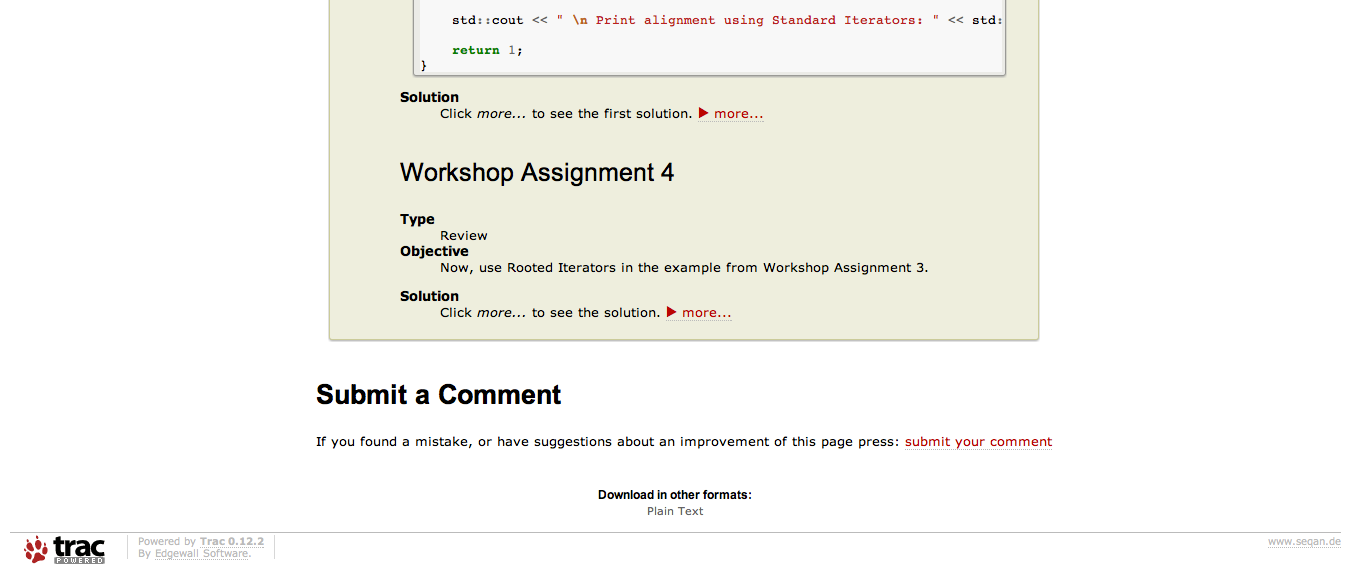 std::cout << " \n Print alignment using Standard Iterators: " << std:
return 1;
}
Solution
Click more... to see the first solution. ▶ more...
Workshop Assignment 4
Type
Review
Objective
Now, use Rooted Iterators in the example from Workshop Assignment 3.
Solution
Click more... to see the solution. ▶ more...
Submit a Comment
If you found a mistake, or have suggestions about an improvement of this page press: submit your comment
Download in other formats:
Plain Text
trac
POWERED
Powered by Trac 0.12.2
By Edgewall Software.
www.seqan.de